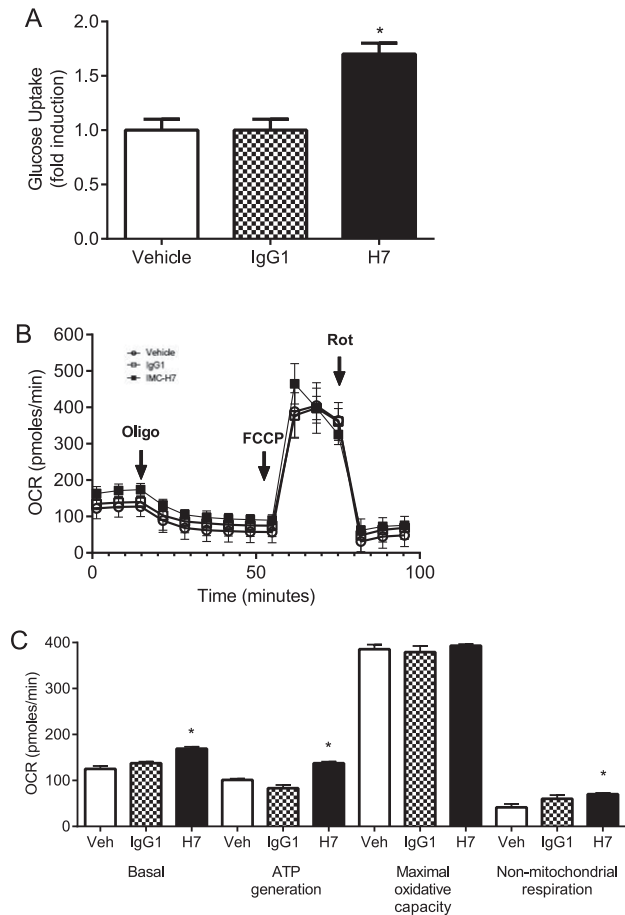 A
Glucose Uptake
(fold induction)
2.0
1.5
1.0
0.5
0.0
*
Vehicle IgG1 H7
B
OCR (pmoles/min)
600
500
400
300
200
100
0
Vehicle
IgG1
IMC-H7
Oligo
FCCP
Rot
0 50 100
Time (minutes)
C
OCR (pmoles/min)
400
300
200
100
0
* * *
Veh IgG1 H7 Veh IgG1 H7 Veh IgG1 H7 Veh IgG1 H7
Basal
ATP
generation
Maximal
oxidative
capacity
Non-mitochondrial
respiration